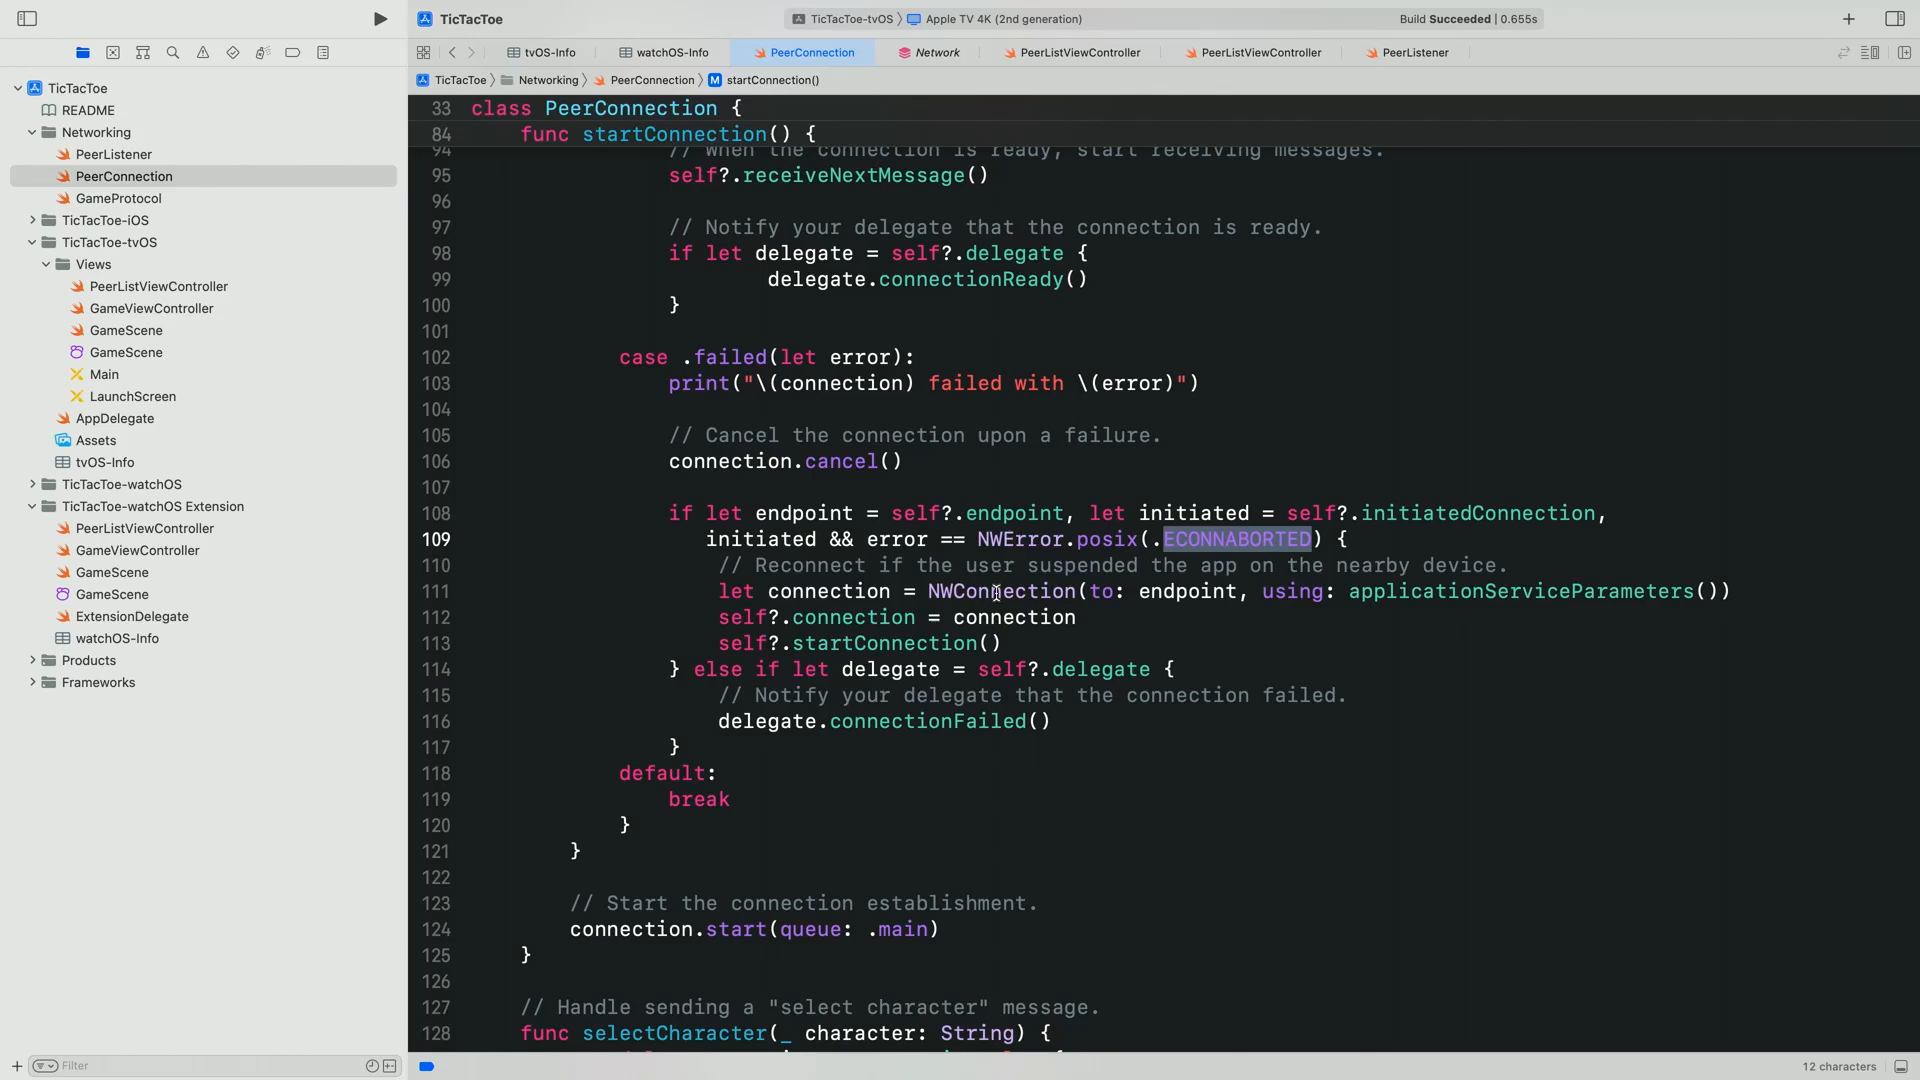 TicTacToe
TicTacToe-tvOS
Apple TV 4K (2nd generation)
Build Succeeded | 0.655s
tvOS-Info
watchOS-Info
PeerConnection
Network
PeerListViewController
PeerListViewController
PeerListener
TicTacToe
Networking
PeerConnection
M startConnection()
TicTacToe
README
Networking
PeerListener
PeerConnection
GameProtocol
TicTacToe-iOS
TicTacToe-tvOS
Views
PeerListViewController
GameViewController
GameScene
GameScene
Main
LaunchScreen
AppDelegate
Assets
tvOS-Info
TicTacToe-watchOS
TicTacToe-watchOS Extension
PeerListViewController
GameViewController
GameScene
GameScene
ExtensionDelegate
watchOS-Info
Products
Frameworks
Filter
33 class PeerConnection {
84 func startConnection() {
94 // When the connection is ready, start receiving messages.
95 self?.receiveNextMessage()
96
97 // Notify your delegate that the connection is ready.
98 if let delegate = self?.delegate {
99 delegate.connectionReady()
100 }
101
102 case .failed(let error):
103 print("\(connection) failed with \(error)")
104
105 // Cancel the connection upon a failure.
106 connection.cancel()
107
108 if let endpoint = self?.endpoint, let initiated = self?.initiatedConnection,
109 initiated && error == NWError.posix(.ECONNABORTED) {
110 // Reconnect if the user suspended the app on the nearby device.
111 let connection = NWConnection(to: endpoint, using: applicationServiceParameters())
112 self?.connection = connection
113 self?.startConnection()
114 } else if let delegate = self?.delegate {
115 // Notify your delegate that the connection failed.
116 delegate.connectionFailed()
117 }
118 default:
119 break
120 }
121 }
122
123 // Start the connection establishment.
124 connection.start(queue: .main)
125 }
126
127 // Handle sending a "select character" message.
128 func selectCharacter(_ character: String) {
12 characters